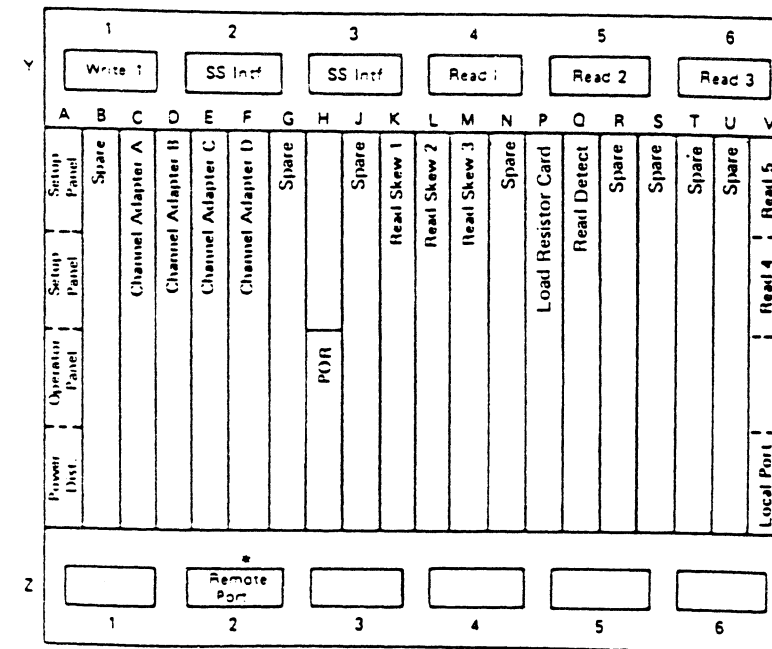 1 2 3 4 5 6
Y
Write 1 SS Intf SS Intf Read 1 Read 2 Read 3
A B C D E F G H J K L M N P Q R S T U V
Setup
Panel
Setup
Panel
Operator
Panel
Power
Dist.
Spare
Channel Adapter A
Channel Adapter B
Channel Adapter C
Channel Adapter D
Spare
POR
Spare
Read Skew 1
Read Skew 2
Read Skew 3
Spare
Load Resistor Card
Read Detect
Spare
Spare
Spare
Spare
Read 5
Read 4
Local Port
*
Z
Remote
Port
1 2 3 4 5 6